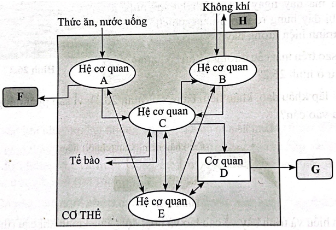 Không khí
Thức ăn, nước uống
H
Hệ cơ quan
A
Hệ cơ quan
B
F
Hệ cơ quan
C
Tế bào
Cơ quan
D
G
Hệ cơ quan
E
CƠ THỂ